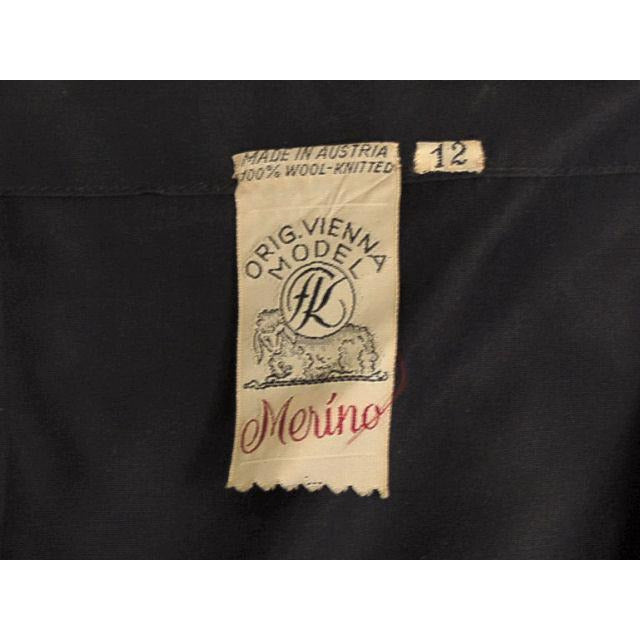 MADE IN AUSTRIA
100% WOOL-KNITTED
12
ORIG. VIENNA
MODEL
FK
Merino